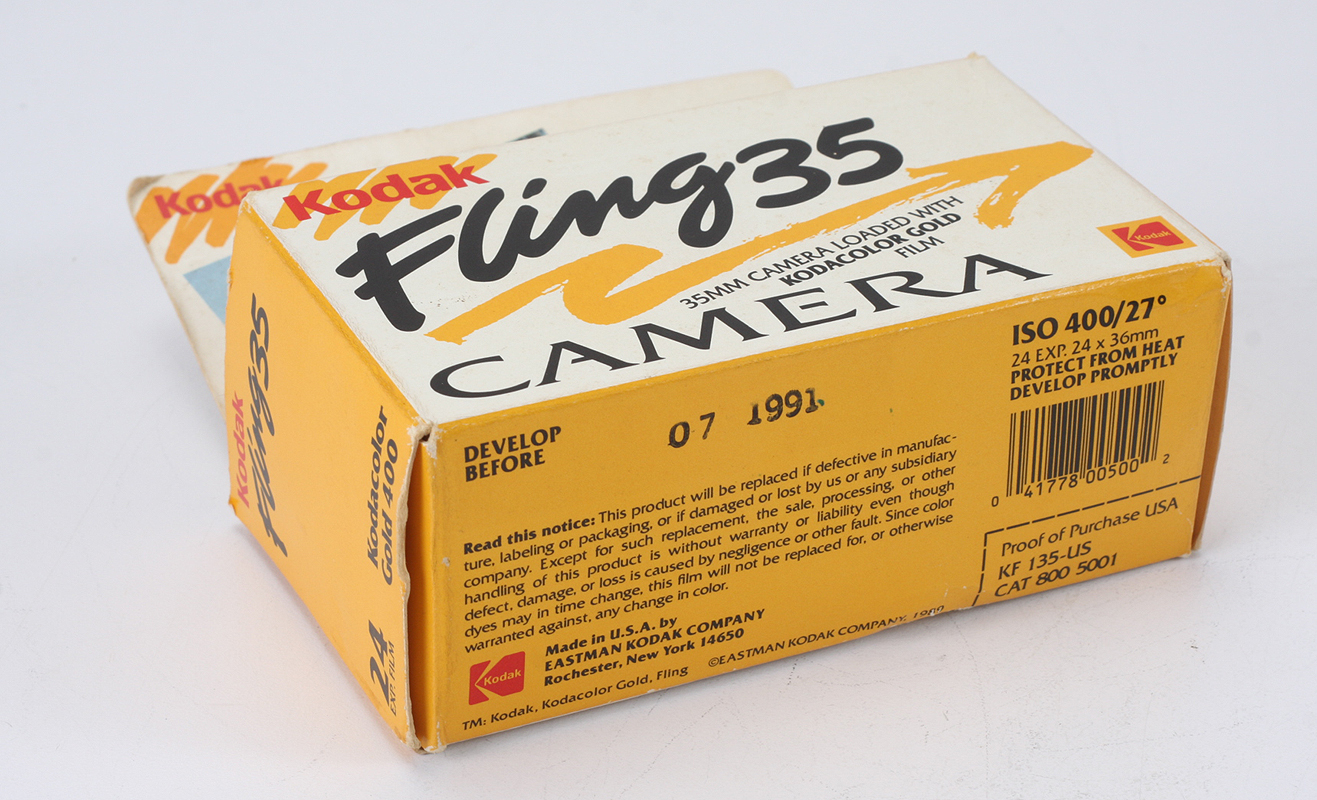 Kodak
Kodak
Fling 35
35MM CAMERA LOADED WITH
KODACOLOR GOLD
FILM
CAMERA
Kodak
Kodak
Fling 35
Kodacolor
Gold 400
24
EXP. FILM
DEVELOP
BEFORE
07 1991
ISO 400/27°
24 EXP. 24 x 36mm
PROTECT FROM HEAT
DEVELOP PROMPTLY
0 41778 00500 2
Read this notice: This product will be replaced if defective in manufac-
ture, labeling or packaging, or if damaged or lost by us or any subsidiary
company. Except for such replacement, the sale, processing, or other
handling of this product is without warranty or liability even though
defect, damage, or loss is caused by negligence or other fault. Since color
dyes may in time change, this film will not be replaced for, or otherwise
warranted against, any change in color.
Proof of Purchase USA
KF 135-US
CAT 800 5001
Kodak
Made in U.S.A. by
EASTMAN KODAK COMPANY
Rochester, New York 14650
TM: Kodak, Kodacolor Gold, Fling
©EASTMAN KODAK COMPANY,